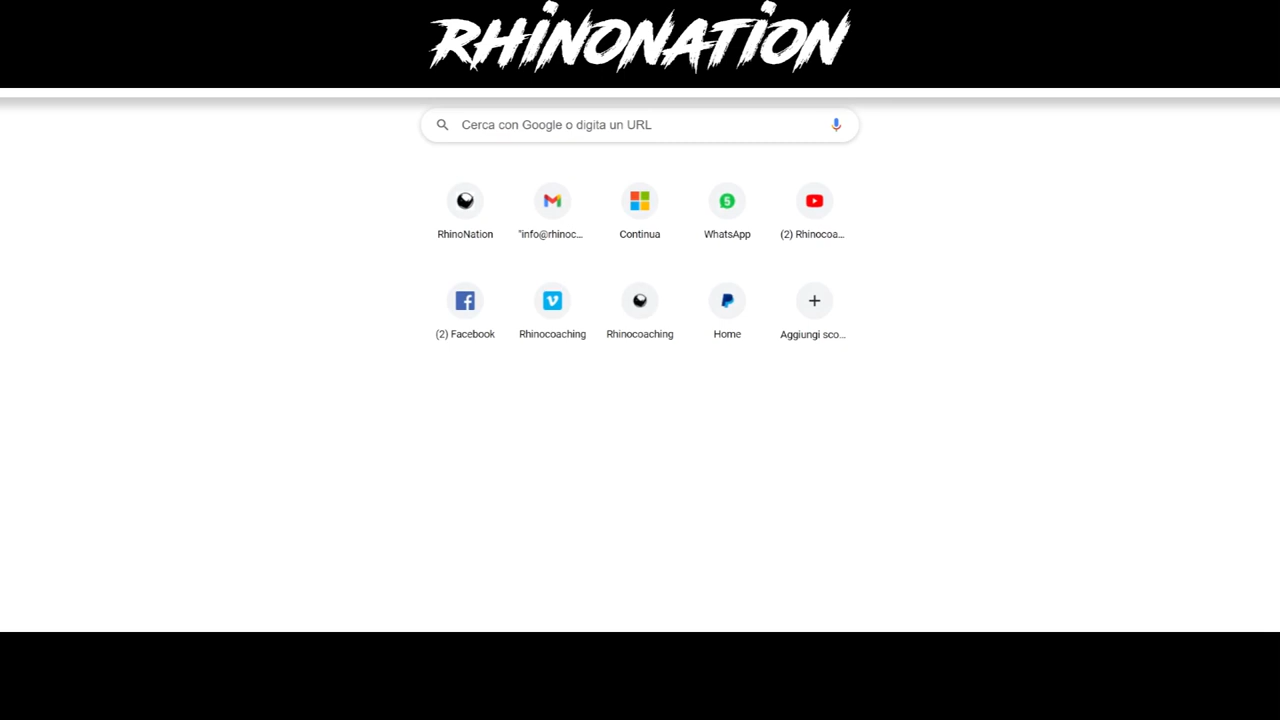 RHINONATION
Cerca con Google o digita un URL
RhinoNation "info@rhinoc... Continua WhatsApp (2) Rhinocoa...
(2) Facebook Rhinocoaching Rhinocoaching Home Aggiungi sco...